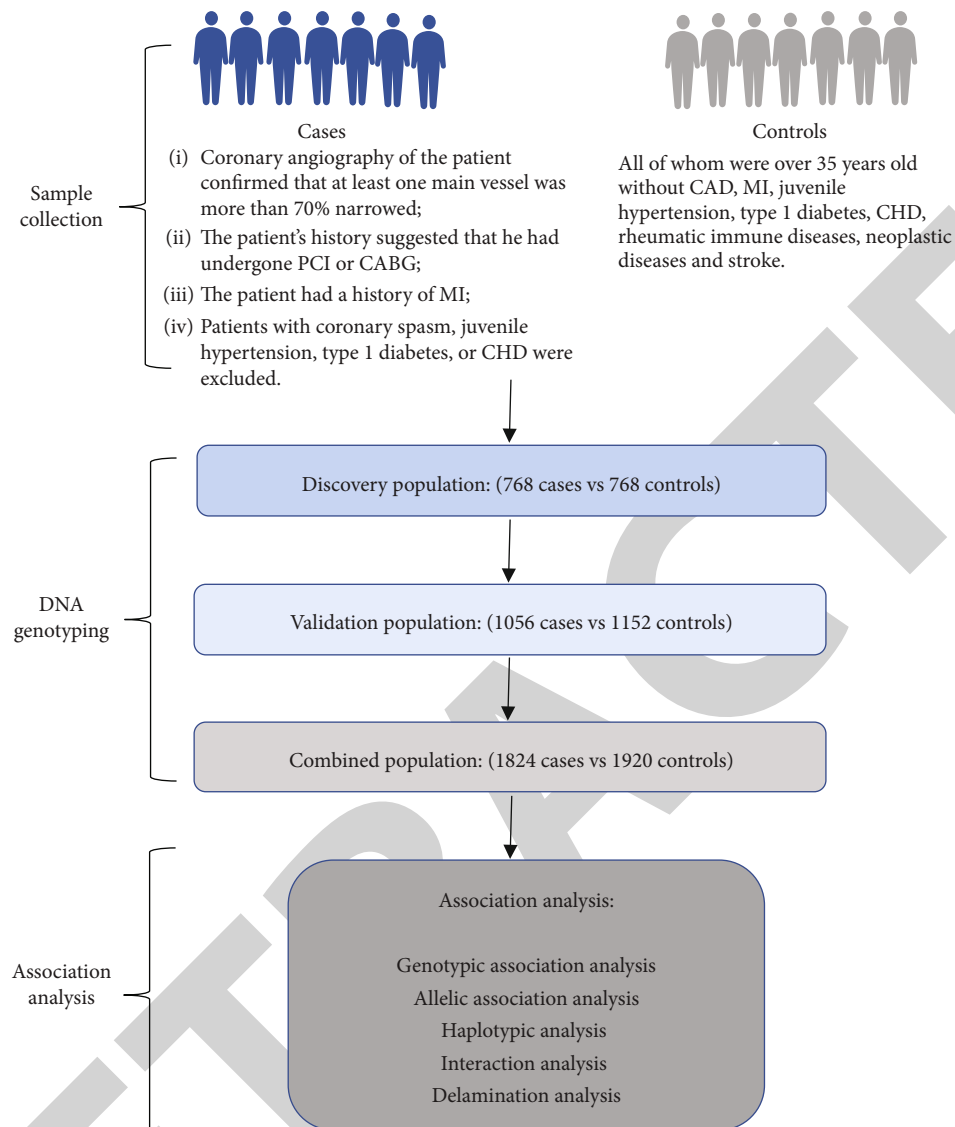 Cases
(i) Coronary angiography of the patient
confirmed that at least one main vessel was
more than 70% narrowed;
(ii) The patient's history suggested that he had
undergone PCI or CABG;
(iii) The patient had a history of MI;
(iv) Patients with coronary spasm, juvenile
hypertension, type 1 diabetes, or CHD were
excluded.
Controls
All of whom were over 35 years old
without CAD, MI, juvenile
hypertension, type 1 diabetes, CHD,
rheumatic immune diseases, neoplastic
diseases and stroke.
Sample
collection
DNA
genotyping
Discovery population: (768 cases vs 768 controls)
Validation population: (1056 cases vs 1152 controls)
Combined population: (1824 cases vs 1920 controls)
Association
analysis
Association analysis:
Genotypic association analysis
Allelic association analysis
Haplotypic analysis
Interaction analysis
Delamination analysis